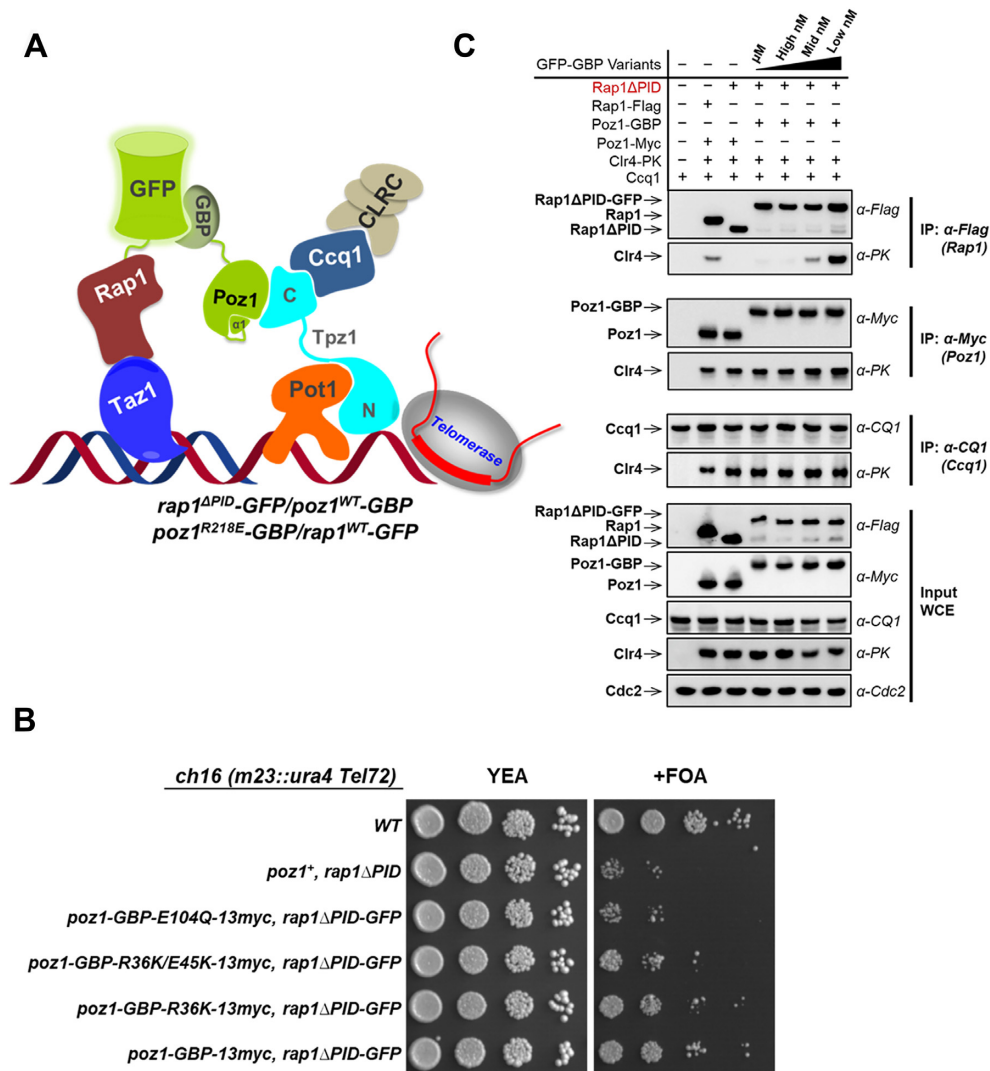 A
GFP
GBP
CLRC
Ccq1
Rap1
Poz1
α1
C
Tpz1
Taz1
Pot1
N
Telomerase
rap1ΔPID-GFP/poz1WT-GBP
poz1R218E-GBP/rap1WT-GFP
C
µM High nM Mid nM Low nM
GFP-GBP Variants – – –
Rap1ΔPID – – + + + + +
Rap1-Flag – + – – – – –
Poz1-GBP – – – + + + +
Poz1-Myc – + + – – – –
Clr4-PK – + + + + + +
Ccq1 + + + + + + +
Rap1ΔPID-GFP→
Rap1→ α-Flag
Rap1ΔPID→
Clr4→ α-PK
IP: α-Flag
(Rap1)
Poz1-GBP→ α-Myc
Poz1→
Clr4→ α-PK
IP: α-Myc
(Poz1)
Ccq1→ α-CQ1
Clr4→ α-PK
IP: α-CQ1
(Ccq1)
Rap1ΔPID-GFP→
Rap1→ α-Flag
Rap1ΔPID→
Poz1-GBP→ α-Myc
Poz1→
Ccq1→ α-CQ1
Clr4→ α-PK
Cdc2→ α-Cdc2
Input
WCE
B
ch16 (m23::ura4 Tel72) YEA +FOA
WT
poz1+, rap1ΔPID
poz1-GBP-E104Q-13myc, rap1ΔPID-GFP
poz1-GBP-R36K/E45K-13myc, rap1ΔPID-GFP
poz1-GBP-R36K-13myc, rap1ΔPID-GFP
poz1-GBP-13myc, rap1ΔPID-GFP